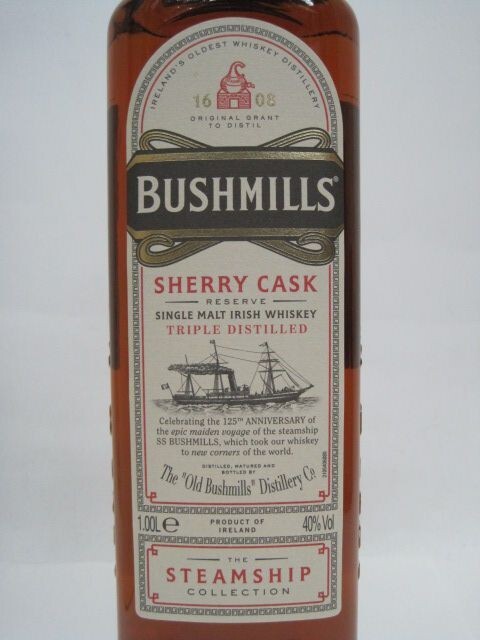 IRELAND'S OLDEST WHISKEY DISTILLERY
16 08
ORIGINAL GRANT
TO DISTIL
BUSHMILLS®
SHERRY CASK
RESERVE
SINGLE MALT IRISH WHISKEY
TRIPLE DISTILLED
Celebrating the 125TH ANNIVERSARY of
the epic maiden voyage of the steamship
SS BUSHMILLS, which took our whiskey
to new corners of the world.
DISTILLED, MATURED AND
BOTTLED BY
The "Old Bushmills" Distillery Co.
1.00L e
PRODUCT OF
IRELAND
40% Vol
THE
STEAMSHIP
COLLECTION